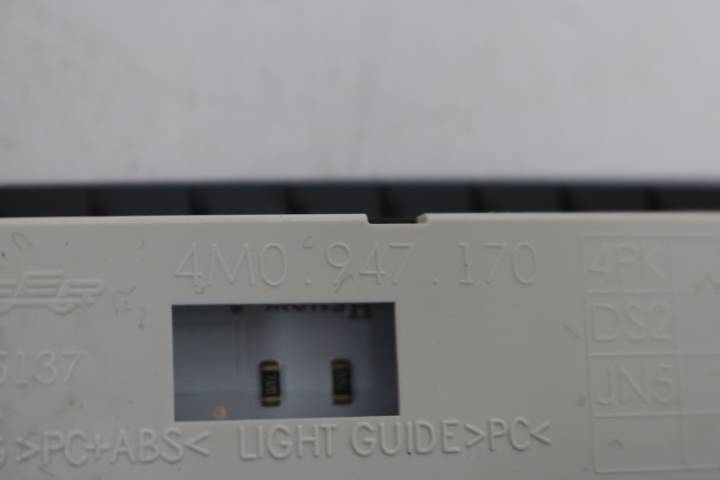 4M0.947.170
4PK
DS2
5137
JN5
G >PC+ABS< LIGHT GUIDE>PC<